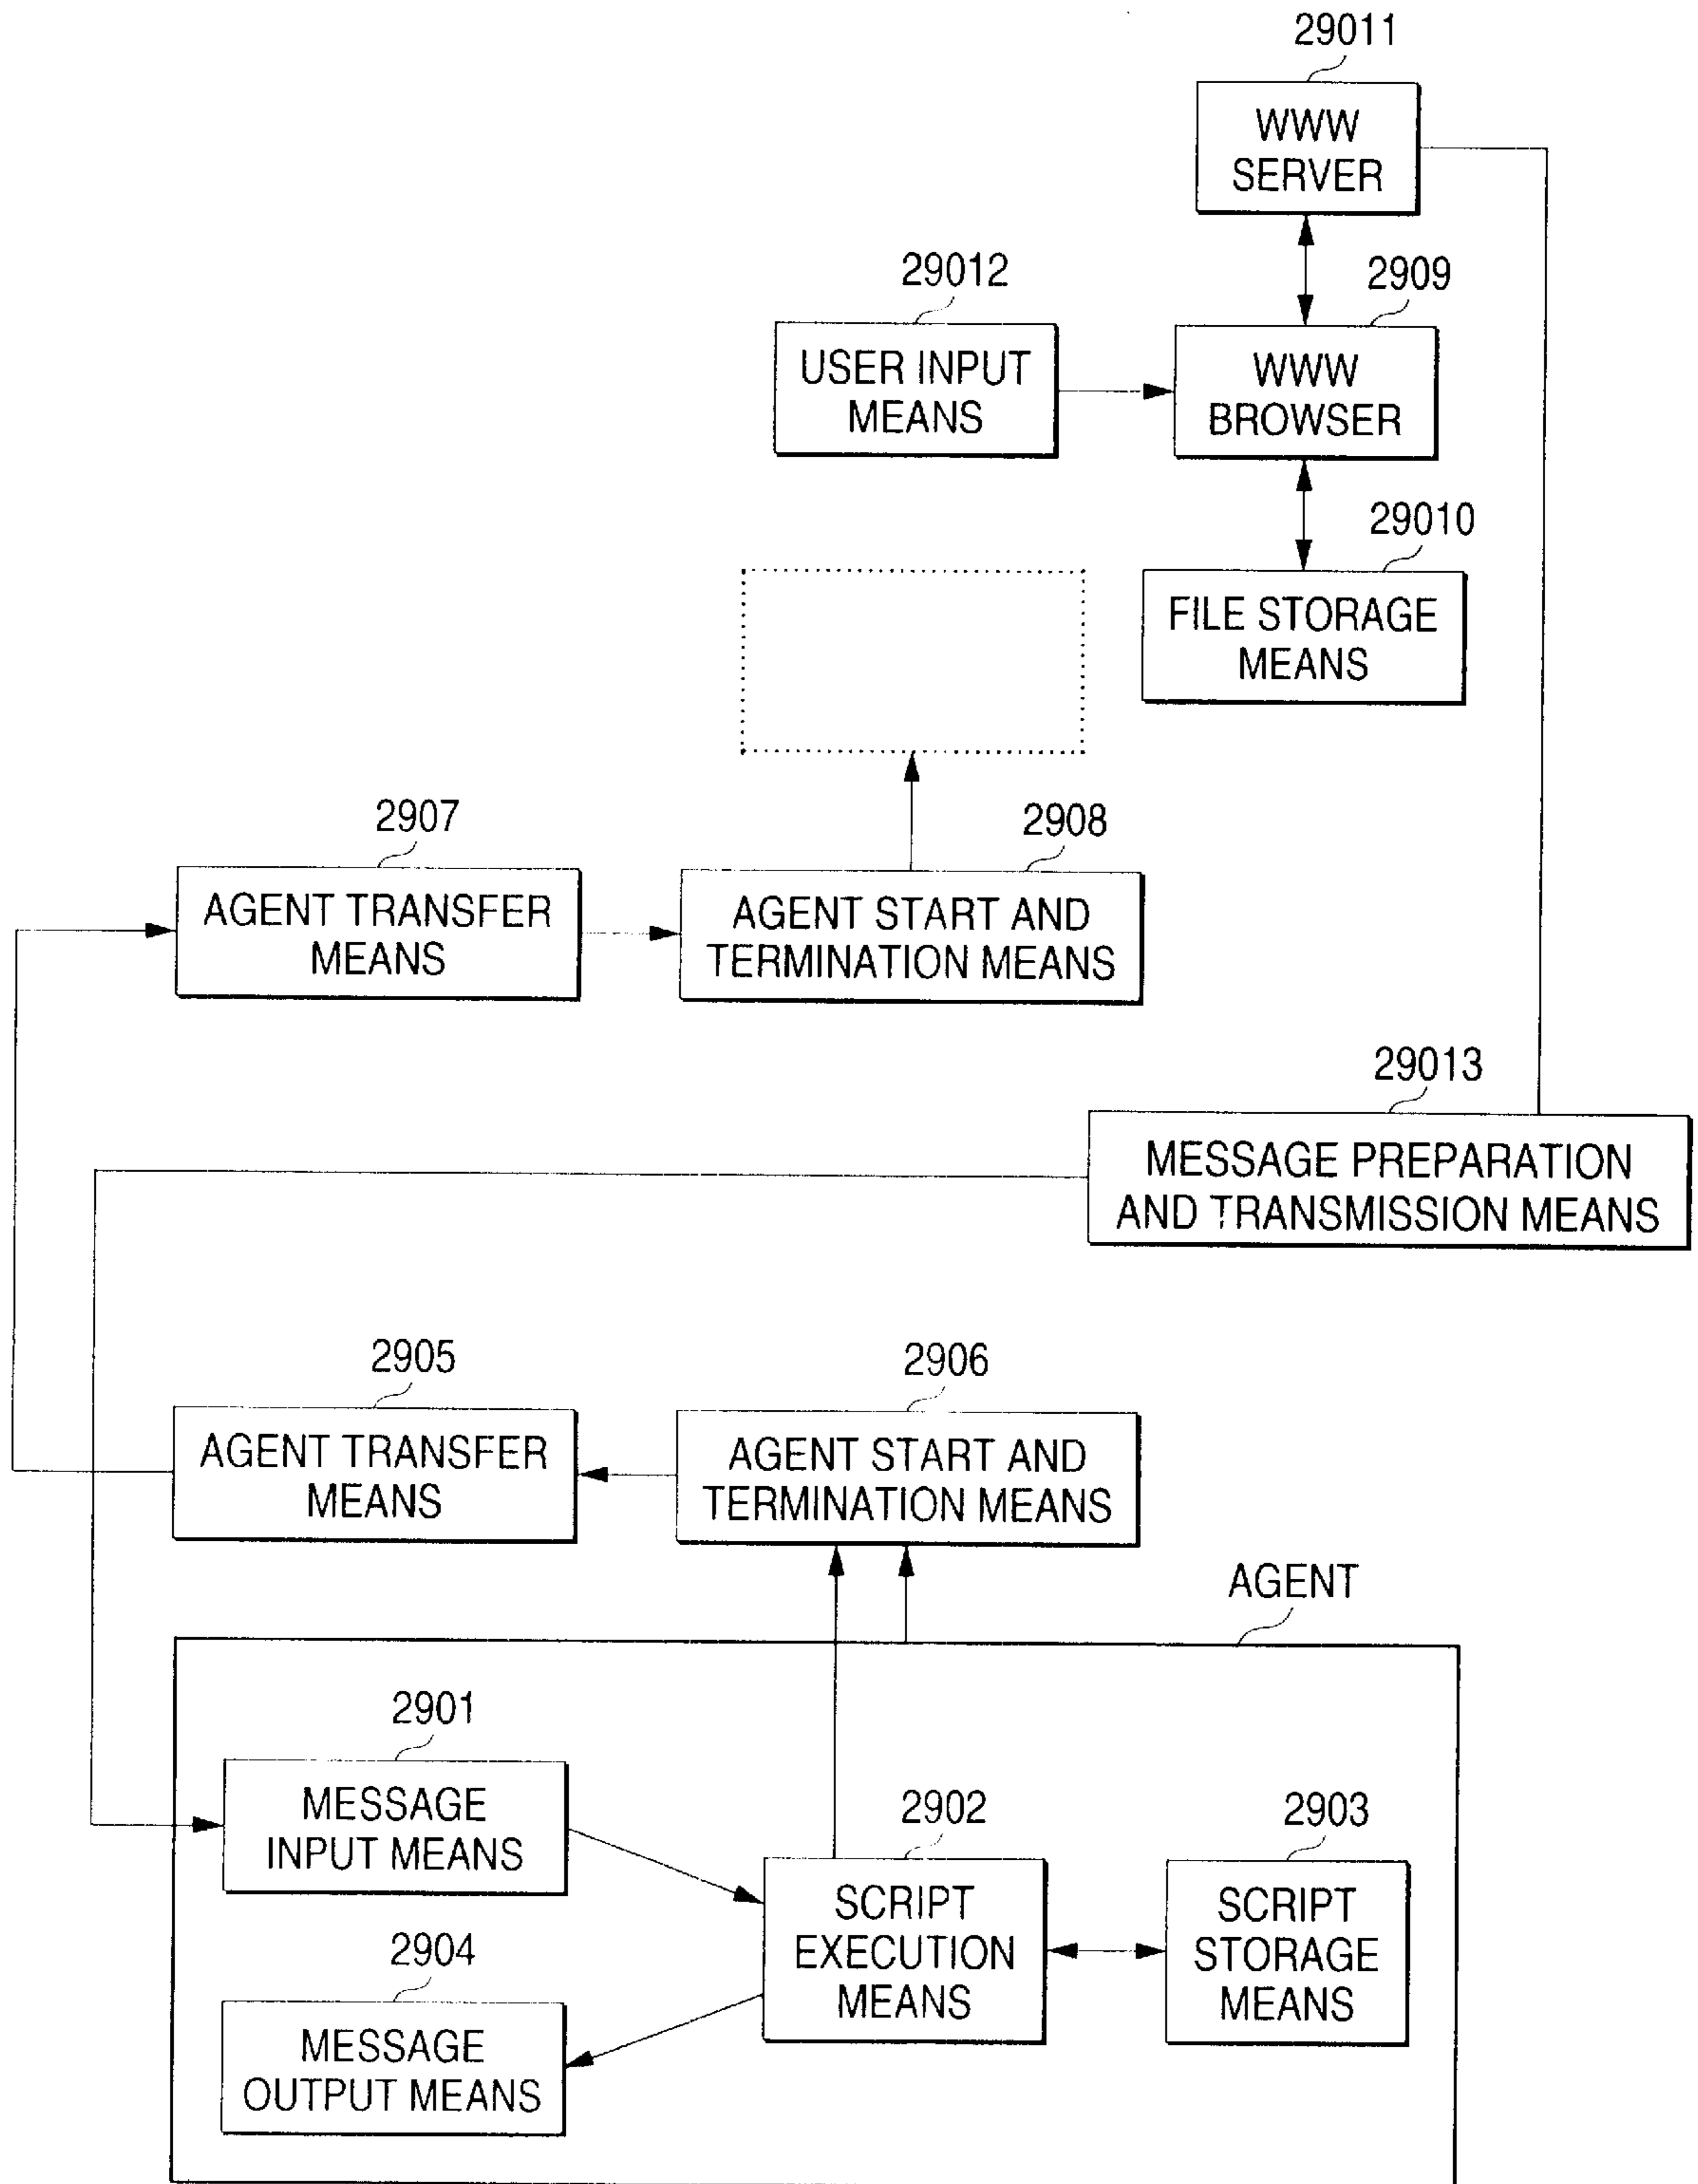 29011
WWW
SERVER
29012
2909
USER INPUT
MEANS
WWW
BROWSER
29010
FILE STORAGE
MEANS
2907
2908
AGENT TRANSFER
MEANS
AGENT START AND
TERMINATION MEANS
29013
MESSAGE PREPARATION
AND TRANSMISSION MEANS
2905
2906
AGENT TRANSFER
MEANS
AGENT START AND
TERMINATION MEANS
AGENT
2901
MESSAGE
INPUT MEANS
2902
2903
SCRIPT
EXECUTION
MEANS
SCRIPT
STORAGE
MEANS
2904
MESSAGE
OUTPUT MEANS